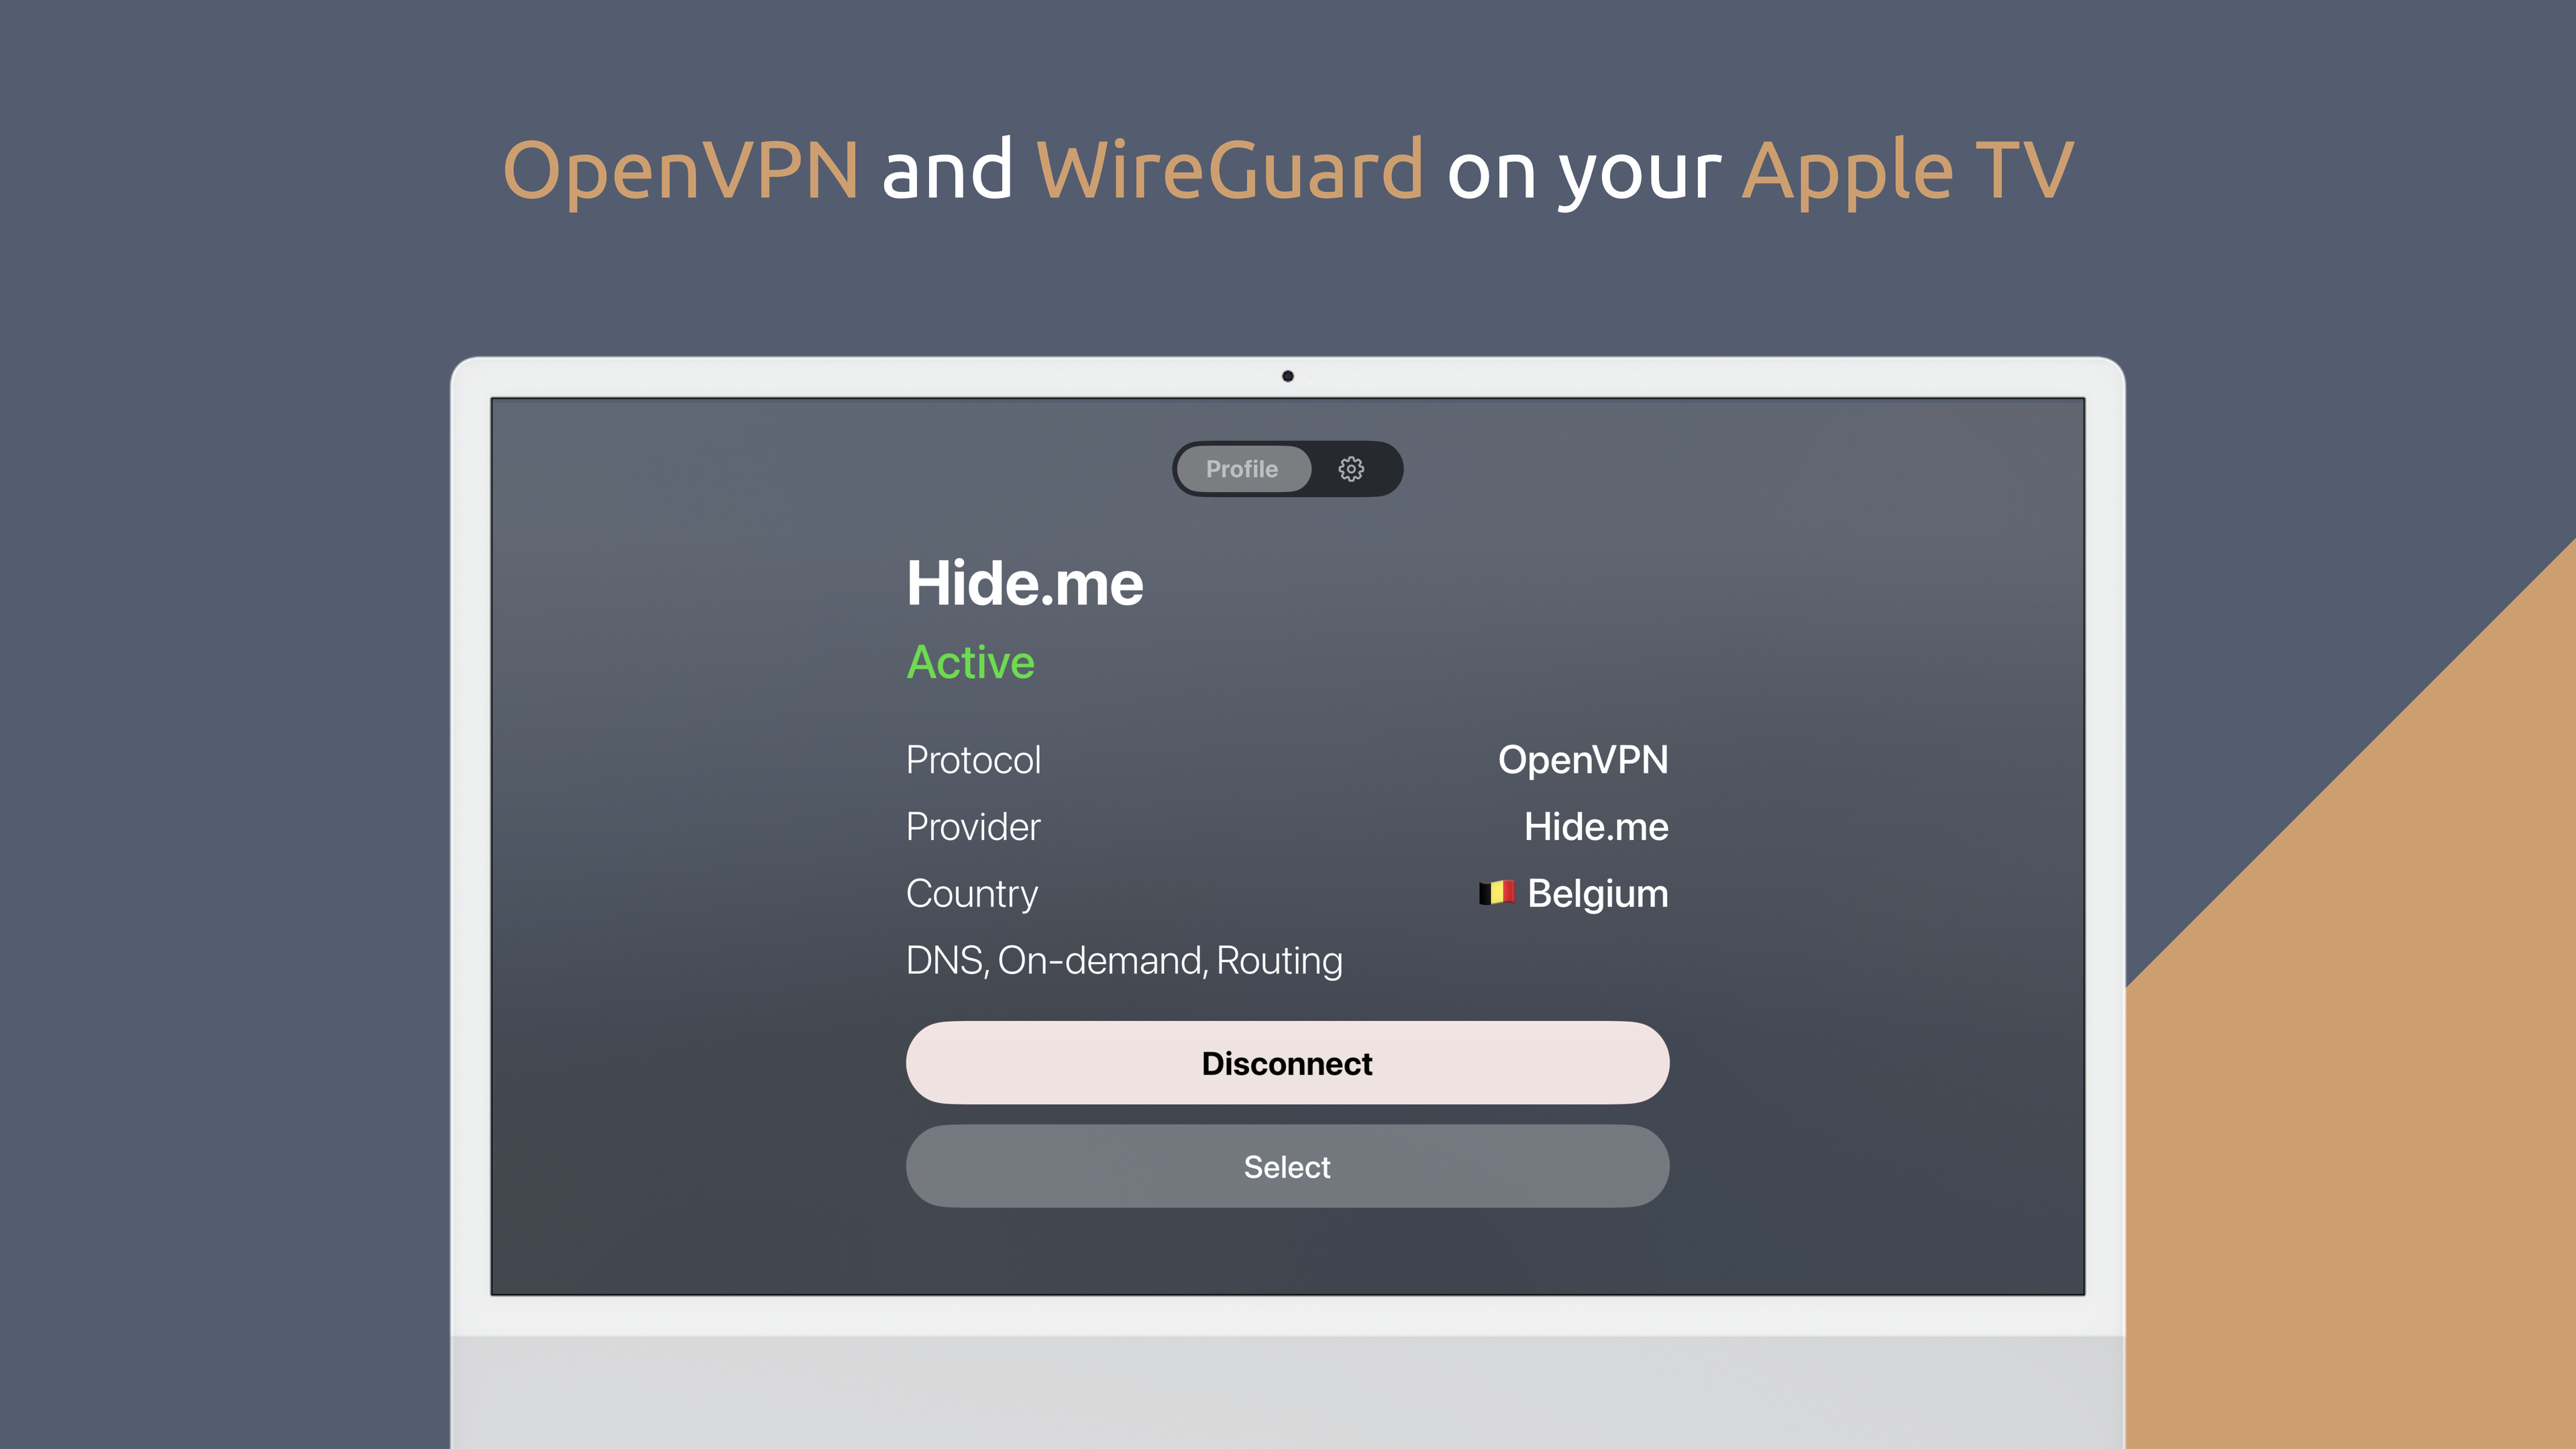 OpenVPN and WireGuard on your Apple TV
Profile
Hide.me
Active
Protocol OpenVPN
Provider Hide.me
Country 🇧🇪 Belgium
DNS, On-demand, Routing
Disconnect
Select